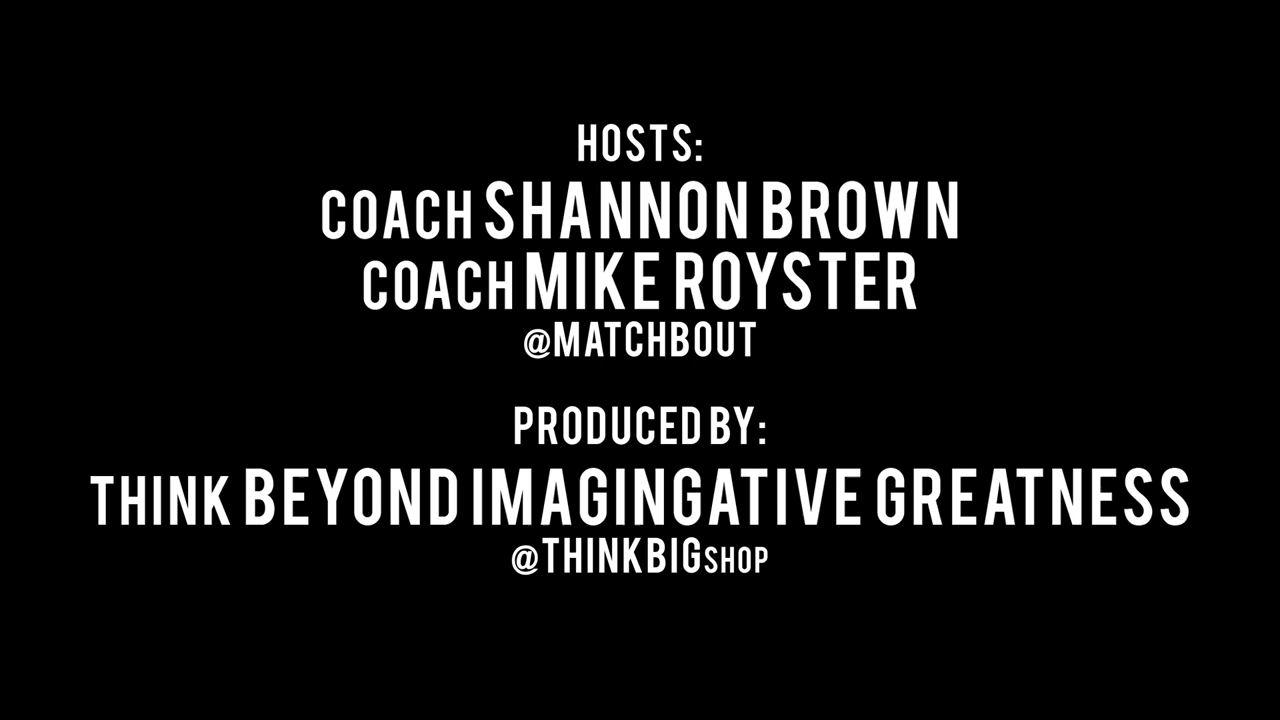 HOSTS:
COACH SHANNON BROWN
COACH MIKE ROYSTER
@MATCHBOUT
PRODUCED BY:
THINK BEYOND IMAGINGATIVE GREATNESS
@THINKBIGSHOP